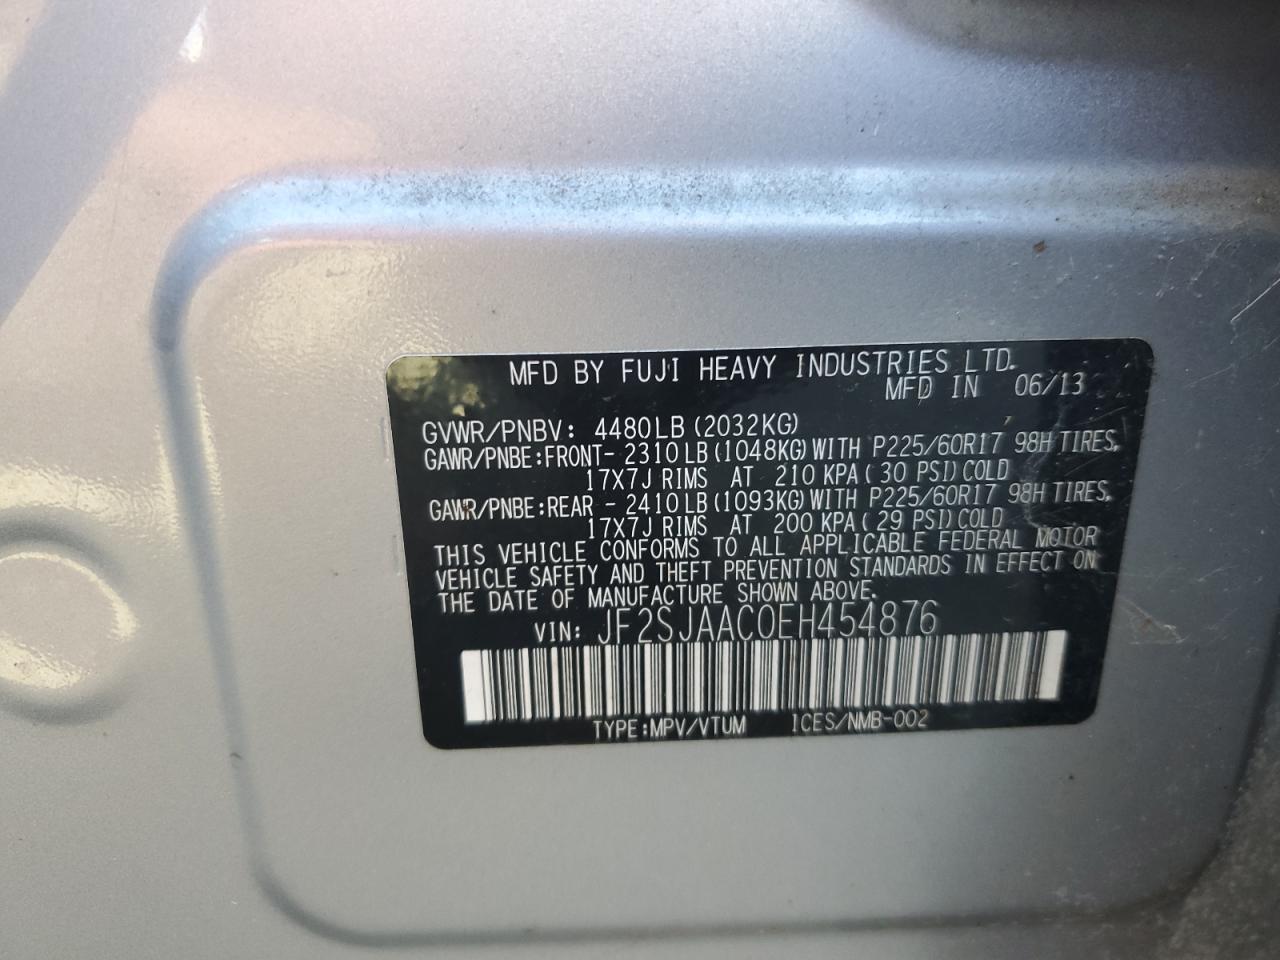 MFD BY FUJI HEAVY INDUSTRIES LTD.
MFD IN 06/13
GVWR/PNBV: 4480LB(2032KG)
GAWR/PNBE:FRONT- 2310LB(1048KG)WITH P225/60R17 98H TIRES,
17X7J RIMS AT 210 KPA( 30 PSI)COLD
GAWR/PNBE:REAR - 2410LB(1093KG)WITH P225/60R17 98H TIRES,
17X7J RIMS AT 200 KPA( 29 PSI)COLD
THIS VEHICLE CONFORMS TO ALL APPLICABLE FEDERAL MOTOR
VEHICLE SAFETY AND THEFT PREVENTION STANDARDS IN EFFECT ON
THE DATE OF MANUFACTURE SHOWN ABOVE.
VIN: JF2SJAAC0EH454876
TYPE:MPV/VTUM ICES/NMB-002